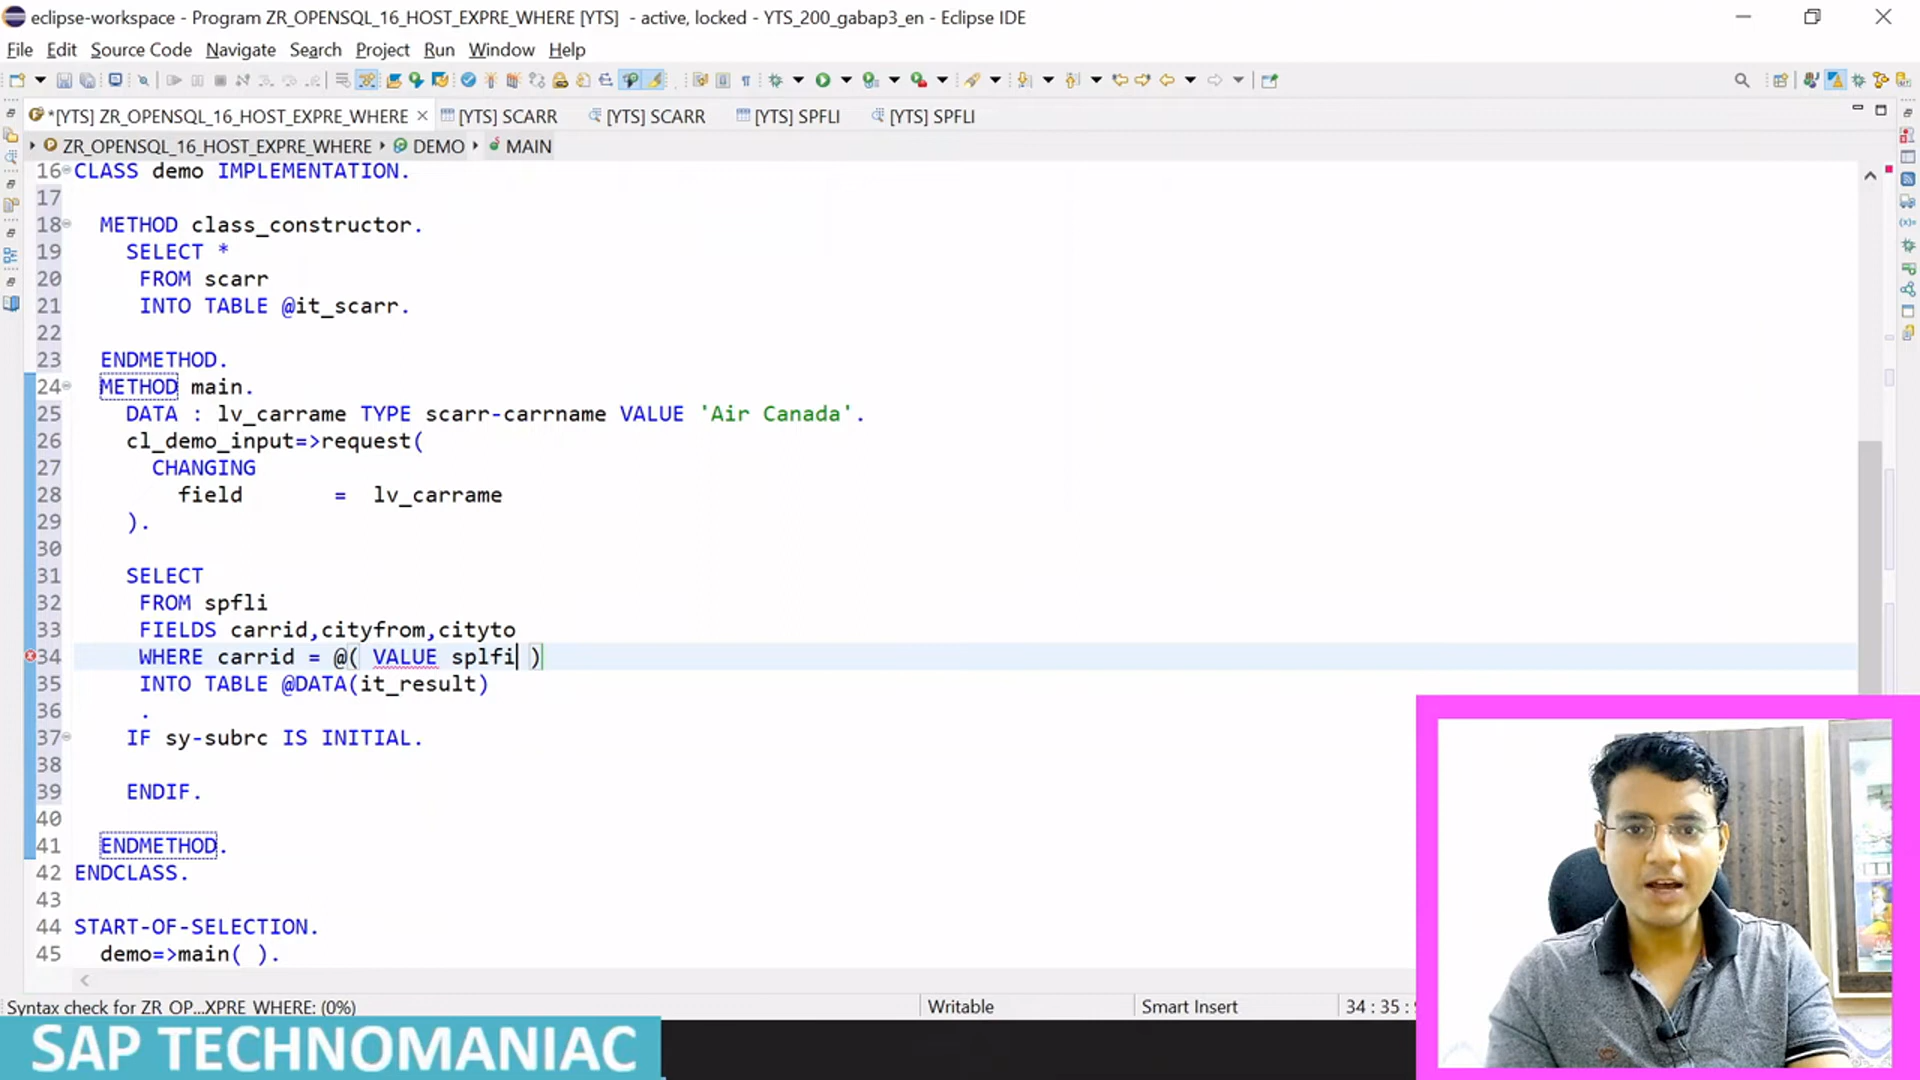 eclipse-workspace - Program ZR_OPENSQL_16_HOST_EXPRE_WHERE [YTS] - active, locked - YTS_200_gabap3_en - Eclipse IDE
File Edit Source Code Navigate Search Project Run Window Help
*[YTS] ZR_OPENSQL_16_HOST_EXPRE_WHERE [YTS] SCARR [YTS] SCARR [YTS] SPFLI [YTS] SPFLI
ZR_OPENSQL_16_HOST_EXPRE_WHERE DEMO MAIN
16 CLASS demo IMPLEMENTATION.
17
18 METHOD class_constructor.
19 SELECT *
20 FROM scarr
21 INTO TABLE @it_scarr.
22
23 ENDMETHOD.
24 METHOD main.
25 DATA : lv_carrame TYPE scarr-carrname VALUE 'Air Canada'.
26 cl_demo_input=>request(
27 CHANGING
28 field = lv_carrame
29 ).
30
31 SELECT
32 FROM spfli
33 FIELDS carrid,cityfrom,cityto
34 WHERE carrid = @( VALUE splfi )
35 INTO TABLE @DATA(it_result)
36 .
37 IF sy-subrc IS INITIAL.
38
39 ENDIF.
40
41 ENDMETHOD.
42 ENDCLASS.
43
44 START-OF-SELECTION.
45 demo=>main( ).
Syntax check for ZR_OP...XPRE_WHERE: (0%) Writable Smart Insert 34 : 35 :
SAP TECHNOMANIAC